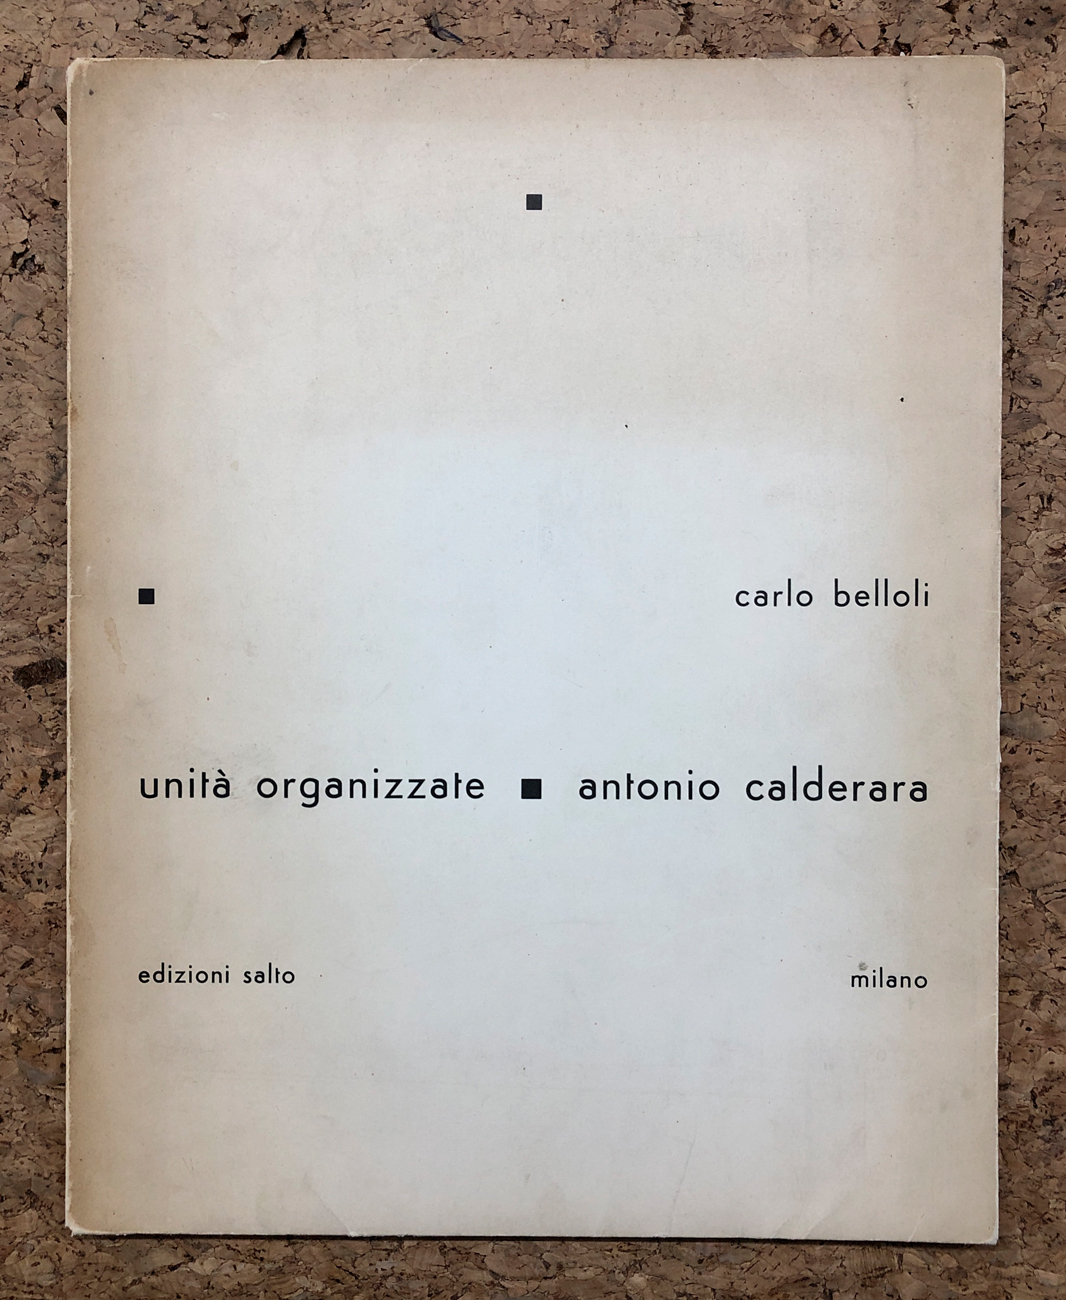 carlo belloli
unità organizzate ■ antonio calderara
edizioni salto milano